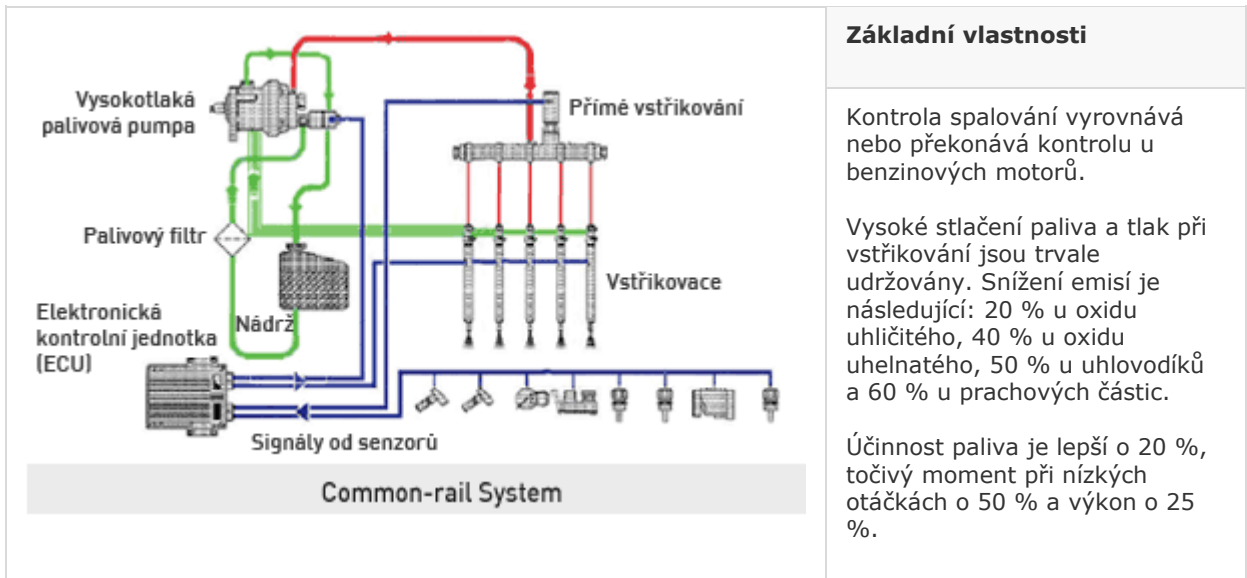 Vysokotlaká
palivová pumpa
Přímé vstřikování
Palivový filtr
Vstřikovace
Elektronická
kontrolní jednotka
(ECU)
Nádrž
Signály od senzorů
Common-rail System
Základní vlastnosti
Kontrola spalování vyrovnává
nebo překonává kontrolu u
benzinových motorů.
Vysoké stlačení paliva a tlak při
vstřikování jsou trvale
udržovány. Snížení emisí je
následující: 20 % u oxidu
uhličitého, 40 % u oxidu
uhelnatého, 50 % u uhlovodíků
a 60 % u prachových částic.
Účinnost paliva je lepší o 20 %,
točivý moment při nízkých
otáčkách o 50 % a výkon o 25
%.